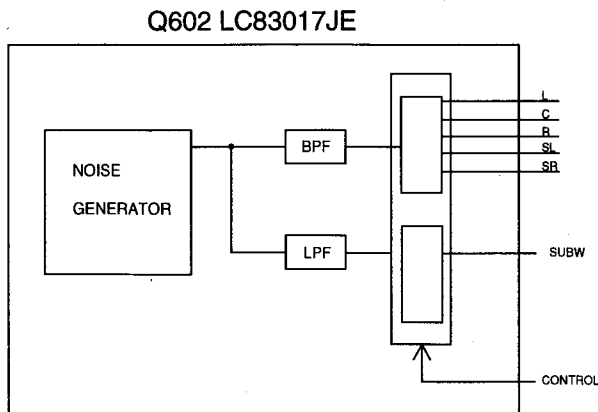 Q602 LC83017JE
NOISE
GENERATOR
BPF
LPF
L
C
R
SL
SR
SUBW
CONTROL